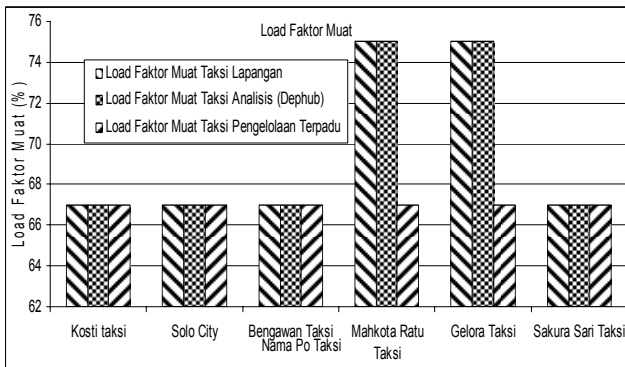 Load Faktor Muat
Load Faktor Muat (%)
76
74
72
70
68
66
64
62
Load Faktor Muat Taksi Lapangan
Load Faktor Muat Taksi Analisis (Dephub)
Load Faktor Muat Taksi Pengelolaan Terpadu
Kosti taksi
Solo City
Bengawan Taksi
Mahkota Ratu Taksi
Gelora Taksi
Sakura Sari Taksi
Nama Po Taksi